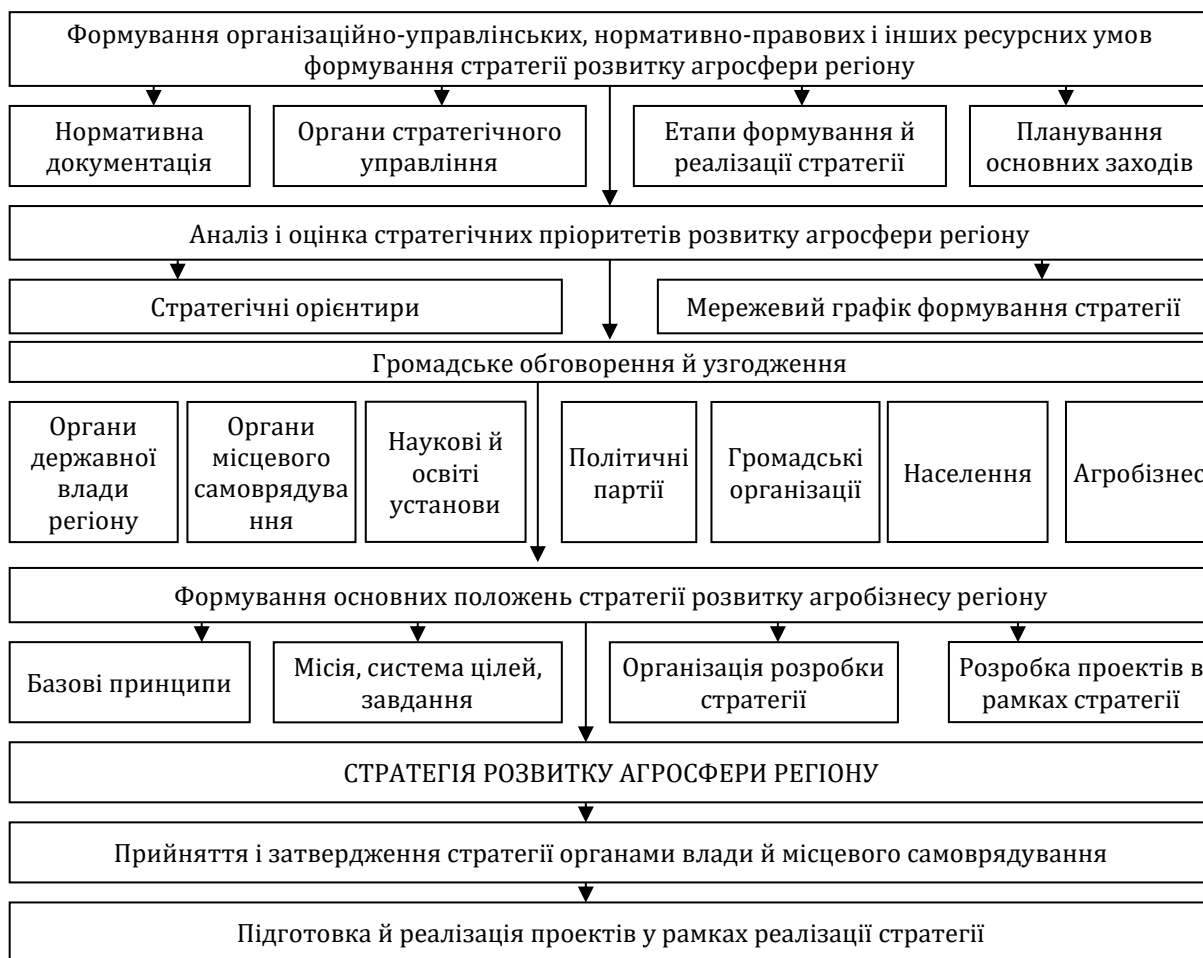 Формування організаційно-управлінських, нормативно-правових і інших ресурсних умов
формування стратегії розвитку агросфери регіону
Нормативна
документація
Органи стратегічного
управління
Етапи формування й
реалізації стратегії
Планування
основних заходів
Аналіз і оцінка стратегічних пріоритетів розвитку агросфери регіону
Стратегічні орієнтири
Мережевий графік формування стратегії
Громадське обговорення й узгодження
Органи
державної
влади
регіону
Органи
місцевого
самоврядува
ння
Наукові й
освіті
установи
Політичні
партії
Громадські
організації
Населення
Агробізнес
Формування основних положень стратегії розвитку агробізнесу регіону
Базові принципи
Місія, система цілей,
завдання
Організація розробки
стратегії
Розробка проектів в
рамках стратегії
СТРАТЕГІЯ РОЗВИТКУ АГРОСФЕРИ РЕГІОНУ
Прийняття і затвердження стратегії органами влади й місцевого самоврядування
Підготовка й реалізація проектів у рамках реалізації стратегії